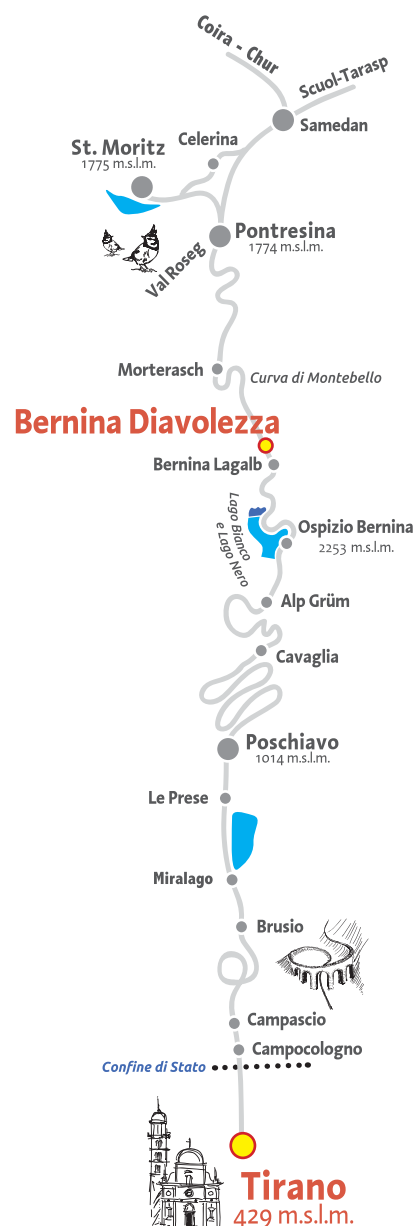 Coira - Chur
Scuol-Tarasp
Samedan
Celerina
St. Moritz
1775 m.s.l.m.
Pontresina
1774 m.s.l.m.
Val Roseg
Morterasch
Curva di Montebello
Bernina Diavolezza
Bernina Lagalb
Lago Bianco
e Lago Nero
Ospizio Bernina
2253 m.s.l.m.
Alp Grüm
Cavaglia
Poschiavo
1014 m.s.l.m.
Le Prese
Miralago
Brusio
Campascio
Campocologno
Confine di Stato
Tirano
429 m.s.l.m.